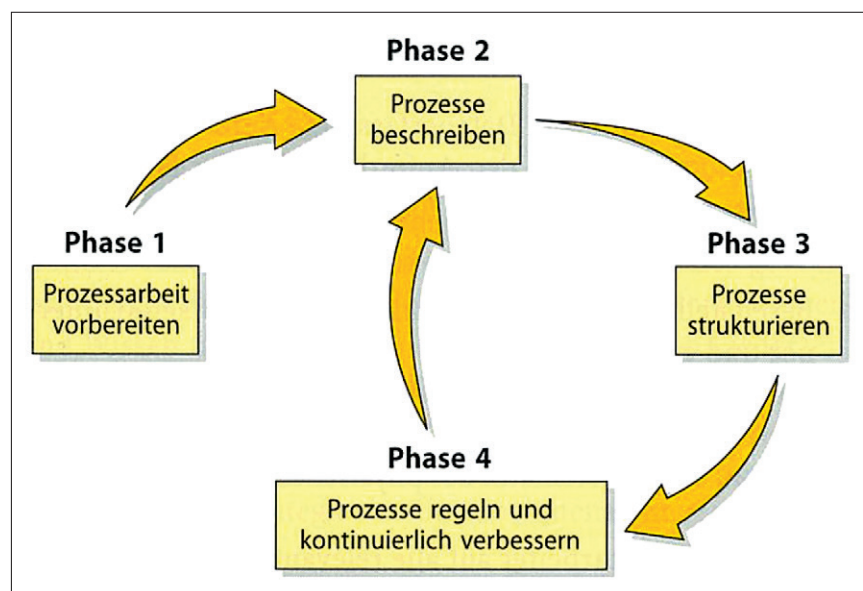 Phase 1
Prozessarbeit
vorbereiten
Phase 2
Prozesse
beschreiben
Phase 3
Prozesse
strukturieren
Phase 4
Prozesse regeln und
kontinuierlich verbessern